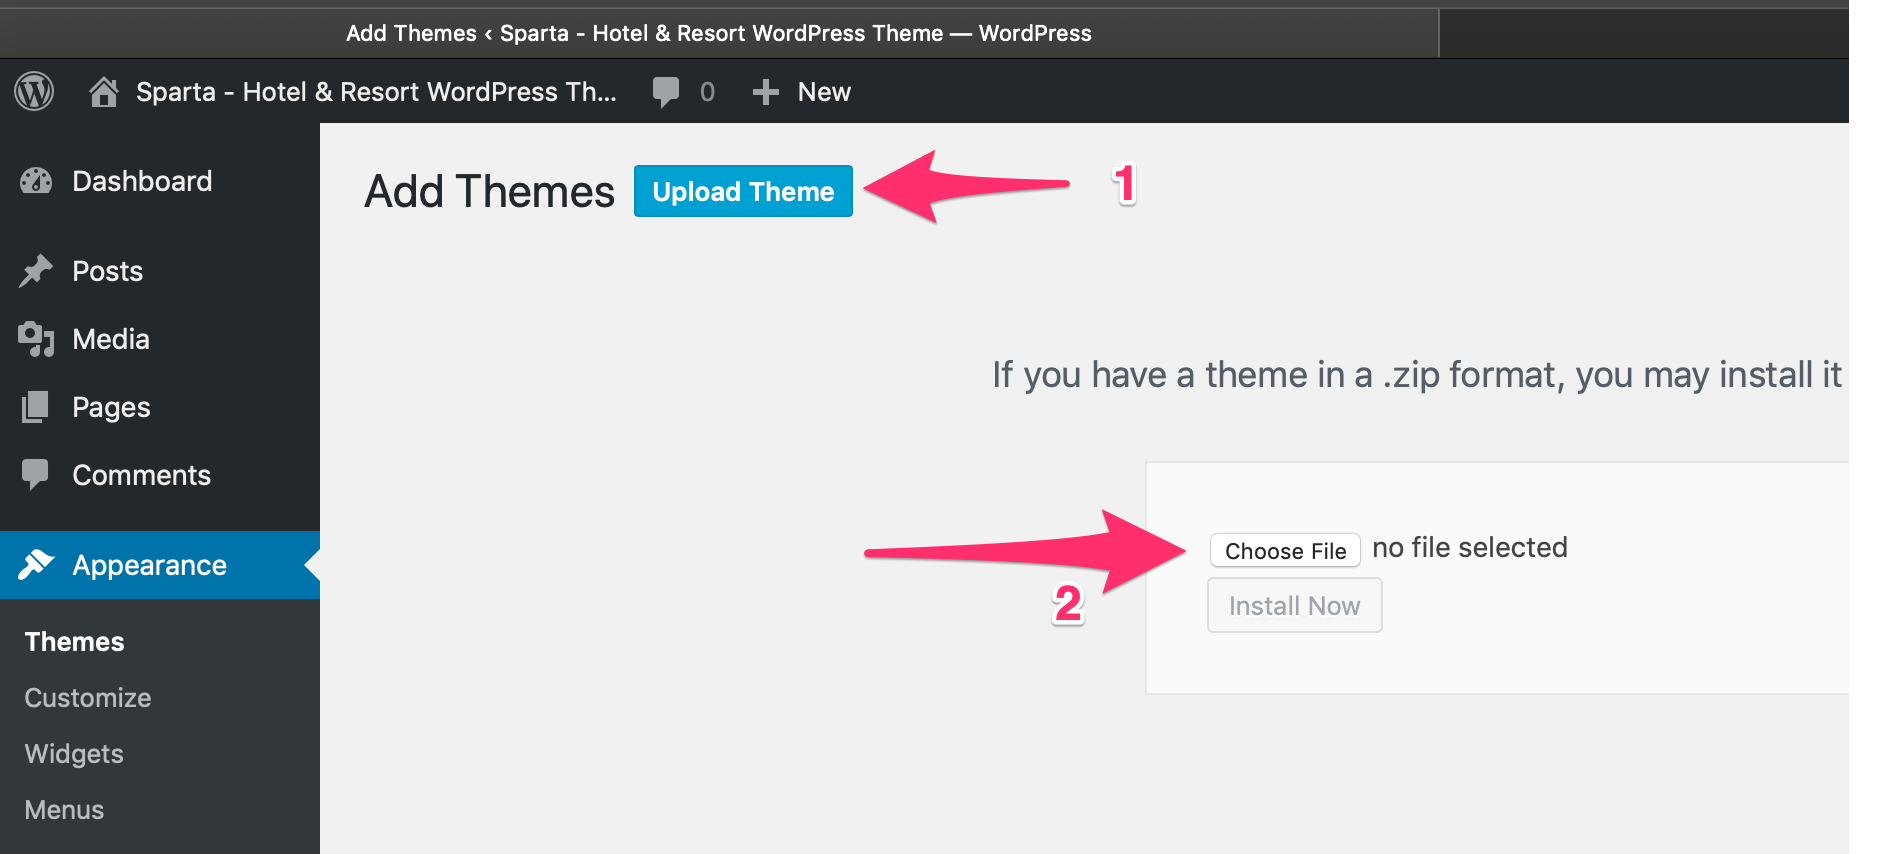 Add Themes ‹ Sparta - Hotel & Resort WordPress Theme — WordPress
Sparta - Hotel & Resort WordPress Th... 0 New
Dashboard
Posts
Media
Pages
Comments
Appearance
Themes
Customize
Widgets
Menus
Add Themes Upload Theme 1
If you have a theme in a .zip format, you may install it
2 Choose File no file selected
Install Now